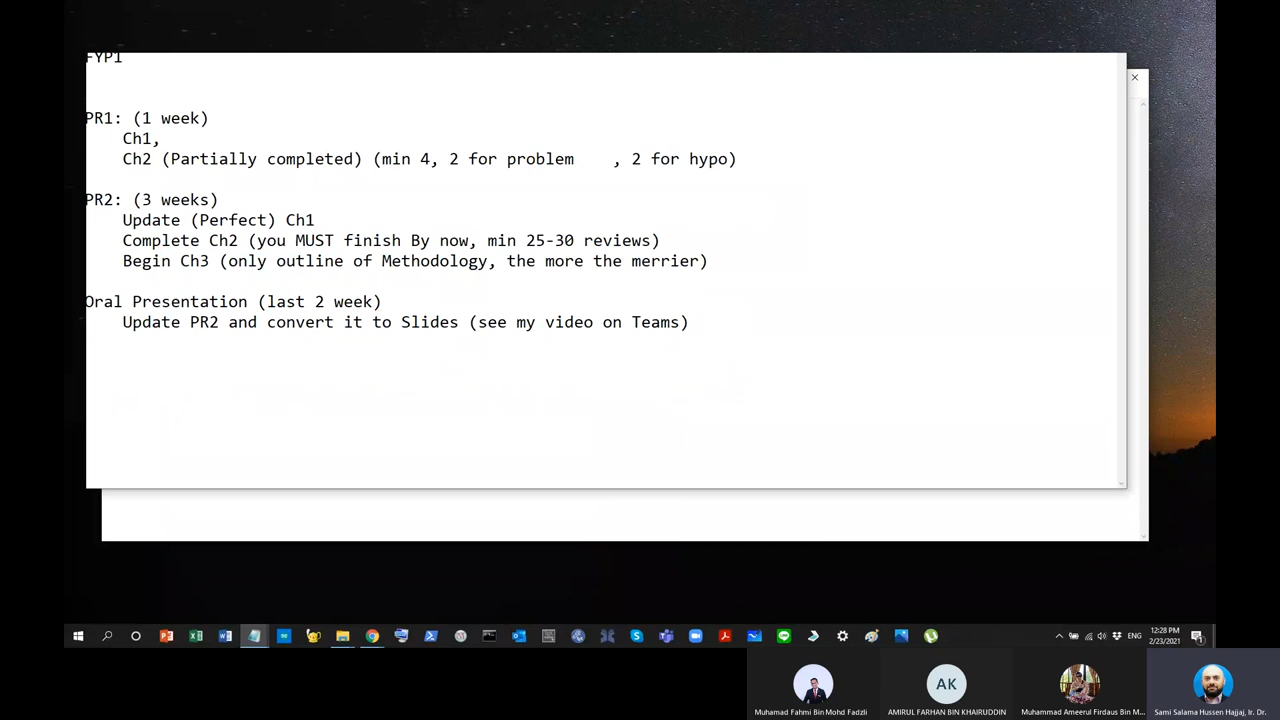 FYP1
PR1: (1 week)
Ch1,
Ch2 (Partially completed) (min 4, 2 for problem    , 2 for hypo)
PR2: (3 weeks)
Update (Perfect) Ch1
Complete Ch2 (you MUST finish By now, min 25-30 reviews)
Begin Ch3 (only outline of Methodology, the more the merrier)
Oral Presentation (last 2 week)
Update PR2 and convert it to Slides (see my video on Teams)
ENG
12:28 PM
2/23/2021
AK
Muhamad Fahmi Bin Mohd Fadzli
AMIRUL FARHAN BIN KHAIRUDDIN
Muhammad Ameerul Firdaus Bin M...
Sami Salama Hussen Hajjaj, Ir. Dr.